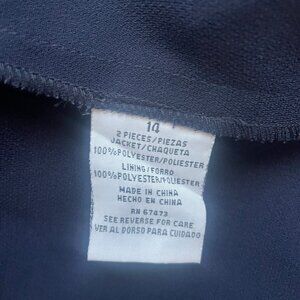 14
2 PIECES/PIEZAS
JACKET/CHAQUETA
100%POLYESTER/POLIESTER
LINING/FORRO
100%POLYESTER/POLIESTER
MADE IN CHINA
HECHO EN CHINA
RN 67473
SEE REVERSE FOR CARE
VER AL DORSO PARA CUIDADO